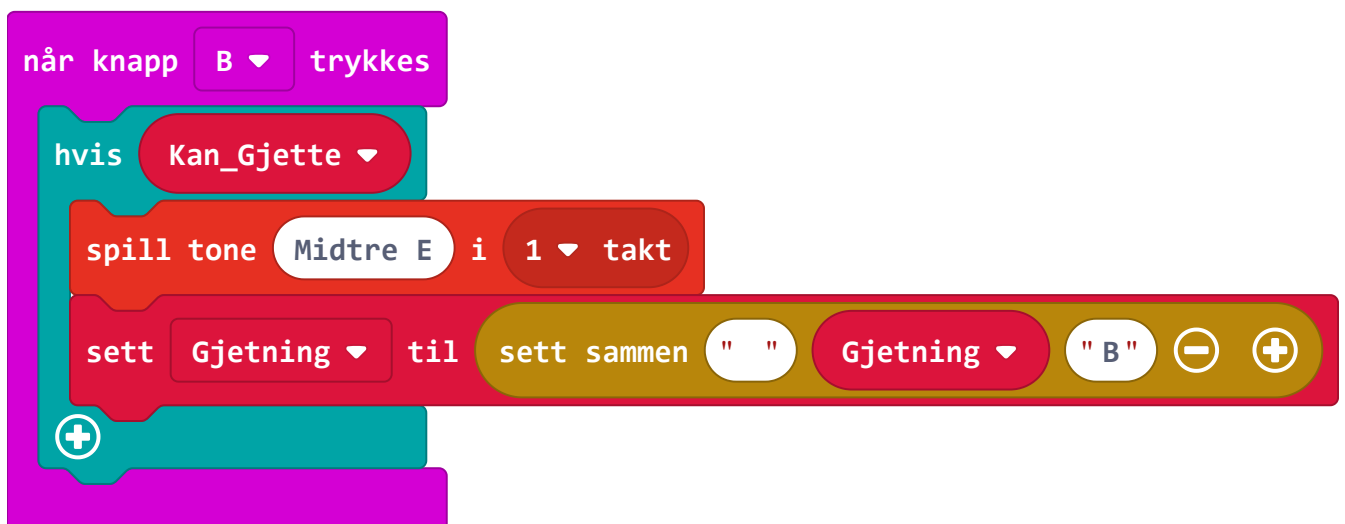 når knapp B trykkes
hvis Kan_Gjette
spill tone Midtre E i 1 takt
sett Gjetning til sett sammen " " Gjetning "B"